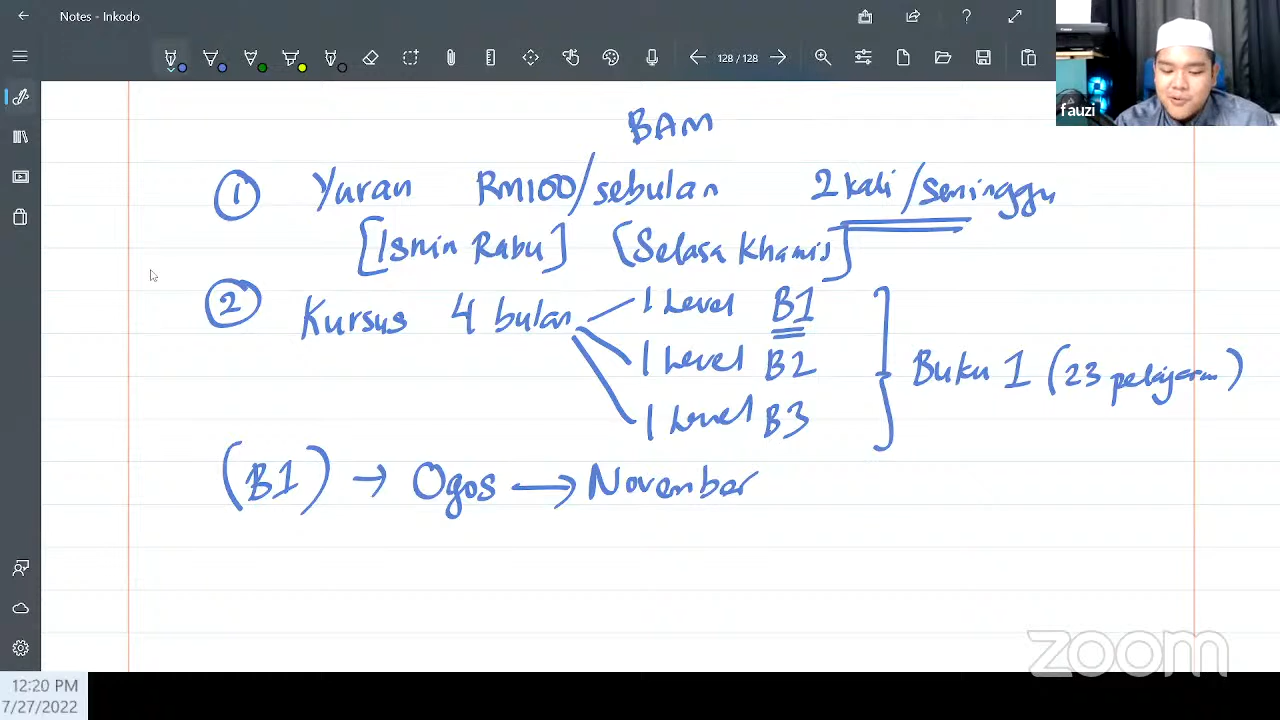 Notes - Inkodo
128 / 128
fauzi
BAM
1 Yuran RM100/sebulan 2 kali/seminggu
[Isnin Rabu] [Selasa Khamis]
2 Kursus 4 bulan 1 Level B1
1 Level B2
Buku 1 (23 pelajaran)
1 Level B3
(B1) → Ogos → November
zoom
12:20 PM
7/27/2022